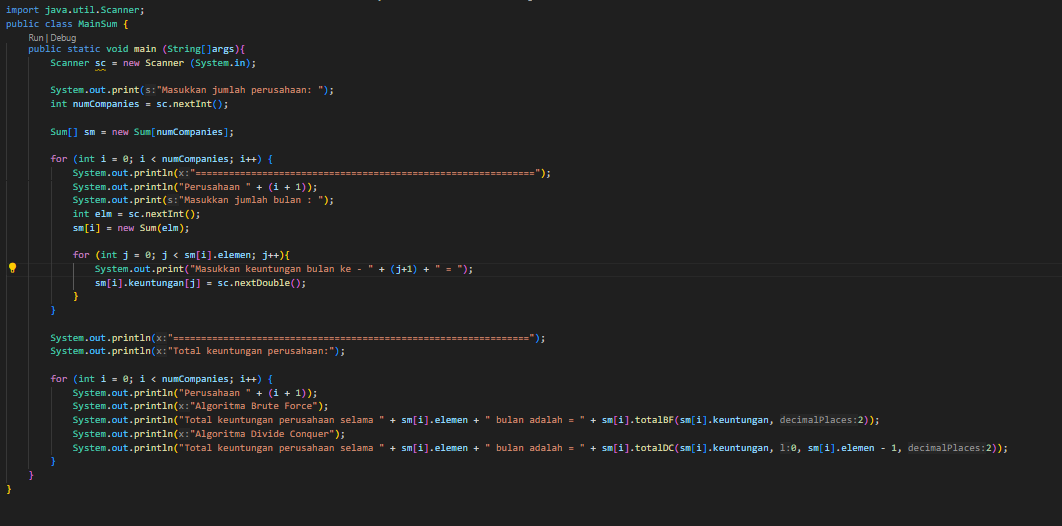 import java.util.Scanner;
public class MainSum {
Run | Debug
public static void main (String[]args){
Scanner sc = new Scanner (System.in);
System.out.print(s:"Masukkan jumlah perusahaan: ");
int numCompanies = sc.nextInt();
Sum[] sm = new Sum[numCompanies];
for (int i = 0; i < numCompanies; i++) {
System.out.println(x:"=============================================================");
System.out.println("Perusahaan " + (i + 1));
System.out.print(s:"Masukkan jumlah bulan : ");
int elm = sc.nextInt();
sm[i] = new Sum(elm);
for (int j = 0; j < sm[i].elemen; j++){
System.out.print("Masukkan keuntungan bulan ke - " + (j+1) + " = ");
sm[i].keuntungan[j] = sc.nextDouble();
}
}
System.out.println(x:"================================================================");
System.out.println(x:"Total keuntungan perusahaan:");
for (int i = 0; i < numCompanies; i++) {
System.out.println("Perusahaan " + (i + 1));
System.out.println(x:"Algoritma Brute Force");
System.out.println("Total keuntungan perusahaan selama " + sm[i].elemen + " bulan adalah = " + sm[i].totalBF(sm[i].keuntungan, decimalPlaces:2));
System.out.println(x:"Algoritma Divide Conquer");
System.out.println("Total keuntungan perusahaan selama " + sm[i].elemen + " bulan adalah = " + sm[i].totalDC(sm[i].keuntungan, l:0, sm[i].elemen - 1, decimalPlaces:2));
}
}
}